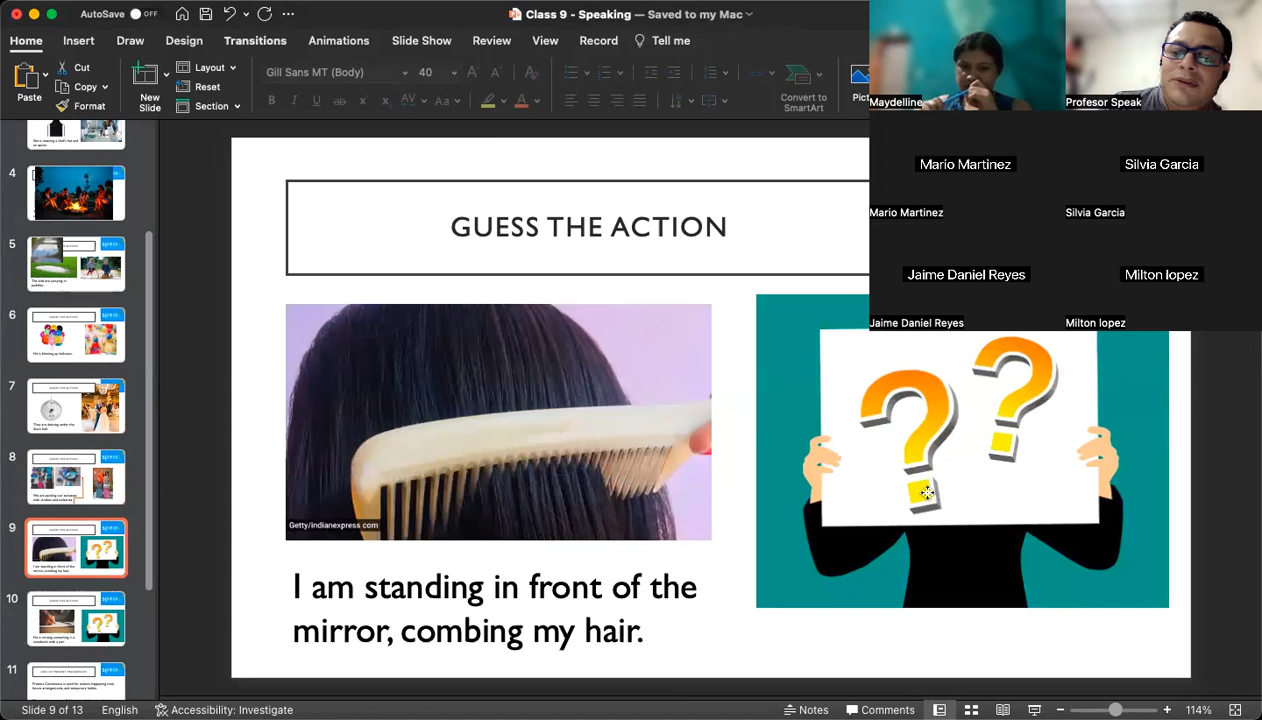 AutoSave OFF
Class 9 - Speaking — Saved to my Mac
Home Insert Draw Design Transitions Animations Slide Show Review View Record Tell me
Paste
Cut
Copy
Format
New
Slide
Layout
Reset
Section
Gill Sans MT (Body) 40
B I U ab x x AV Aa A
Convert to
SmartArt
Maydelline
Profesor Speak
Mario Martinez
Silvia Garcia
Mario Martinez
Silvia Garcia
Jaime Daniel Reyes
Milton lopez
Jaime Daniel Reyes
Milton lopez
4
5
6
7
8
9
10
11
GUESS THE ACTION
? ?
Getty/indianexpress.com
I am standing in front of the
mirror, combing my hair.
Slide 9 of 13 English Accessibility: Investigate Notes Comments 114%